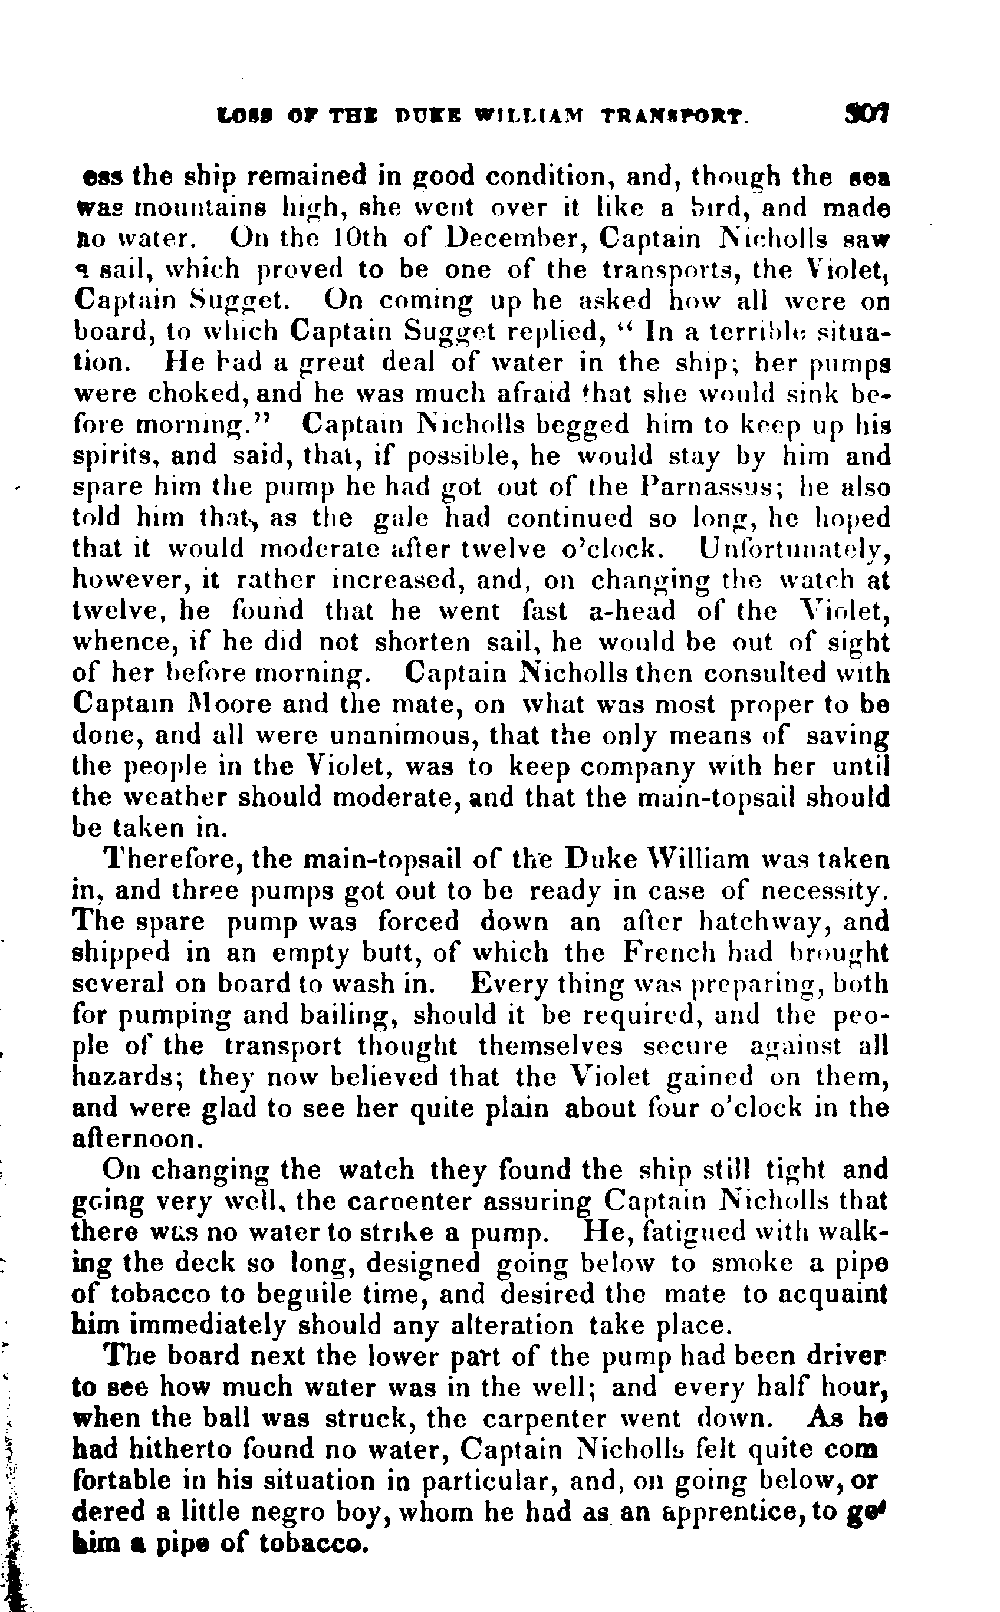 LOSS OF THE DUKE WILLIAM TRANSPORT. 307
ess the ship remained in good condition, and, though the sea
was mountains high, she went over it like a bird, and made
no water. On the 10th of December, Captain Nicholls saw
a sail, which proved to be one of the transports, the Violet,
Captain Sugget. On coming up he asked how all were on
board, to which Captain Sugget replied, “ In a terrible situa-
tion. He had a great deal of water in the ship; her pumps
were choked, and he was much afraid that she would sink be-
fore morning.” Captain Nicholls begged him to keep up his
spirits, and said, that, if possible, he would stay by him and
spare him the pump he had got out of the Parnassus; he also
told him that, as the gale had continued so long, he hoped
that it would moderate after twelve o’clock. Unfortunately,
however, it rather increased, and, on changing the watch at
twelve, he found that he went fast a-head of the Violet,
whence, if he did not shorten sail, he would be out of sight
of her before morning. Captain Nicholls then consulted with
Captain Moore and the mate, on what was most proper to be
done, and all were unanimous, that the only means of saving
the people in the Violet, was to keep company with her until
the weather should moderate, and that the main-topsail should
be taken in.
Therefore, the main-topsail of the Duke William was taken
in, and three pumps got out to be ready in case of necessity.
The spare pump was forced down an after hatchway, and
shipped in an empty butt, of which the French had brought
several on board to wash in. Every thing was preparing, both
for pumping and bailing, should it be required, and the peo-
ple of the transport thought themselves secure against all
hazards; they now believed that the Violet gained on them,
and were glad to see her quite plain about four o’clock in the
afternoon.
On changing the watch they found the ship still tight and
going very well, the carpenter assuring Captain Nicholls that
there was no water to strike a pump. He, fatigued with walk-
ing the deck so long, designed going below to smoke a pipe
of tobacco to beguile time, and desired the mate to acquaint
him immediately should any alteration take place.
The board next the lower part of the pump had been driver
to see how much water was in the well; and every half hour,
when the ball was struck, the carpenter went down. As he
had hitherto found no water, Captain Nicholls felt quite com
fortable in his situation in particular, and, on going below, or
dered a little negro boy, whom he had as an apprentice, to get
him a pipe of tobacco.